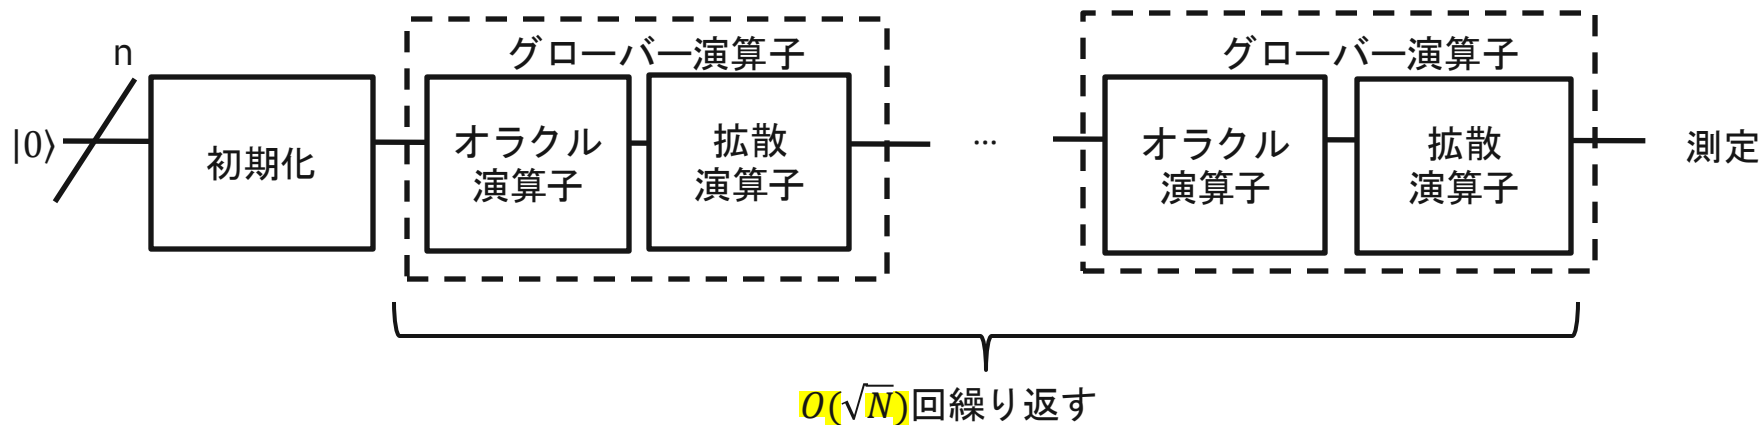 n
|0⟩
初期化
グローバー演算子
オラクル
演算子
拡散
演算子
...
グローバー演算子
オラクル
演算子
拡散
演算子
測定
O(√N)回繰り返す